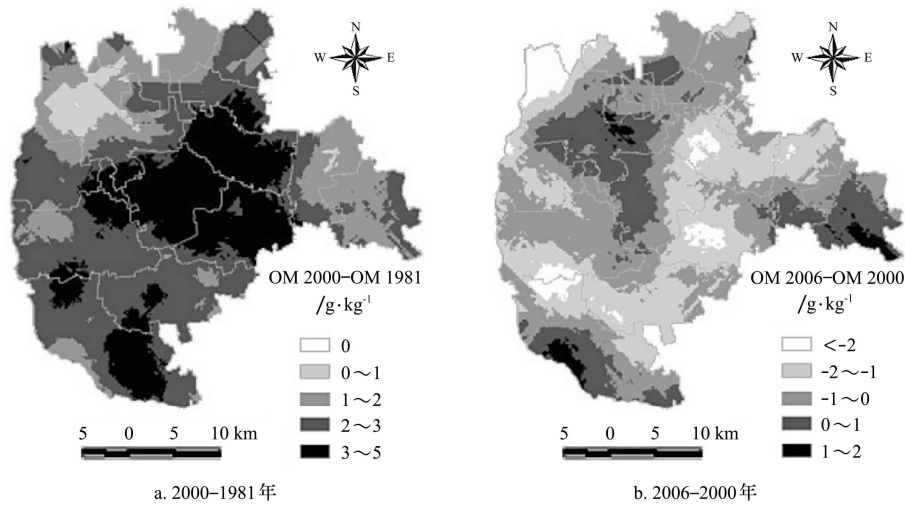 N
W E
S
OM 2000–OM 1981
/g·kg⁻¹
0
0～1
1～2
2～3
3～5
5 0 5 10 km
a. 2000–1981年
N
W E
S
OM 2006–OM 2000
/g·kg⁻¹
<-2
-2～-1
-1～0
0～1
1～2
5 0 5 10 km
b. 2006–2000年